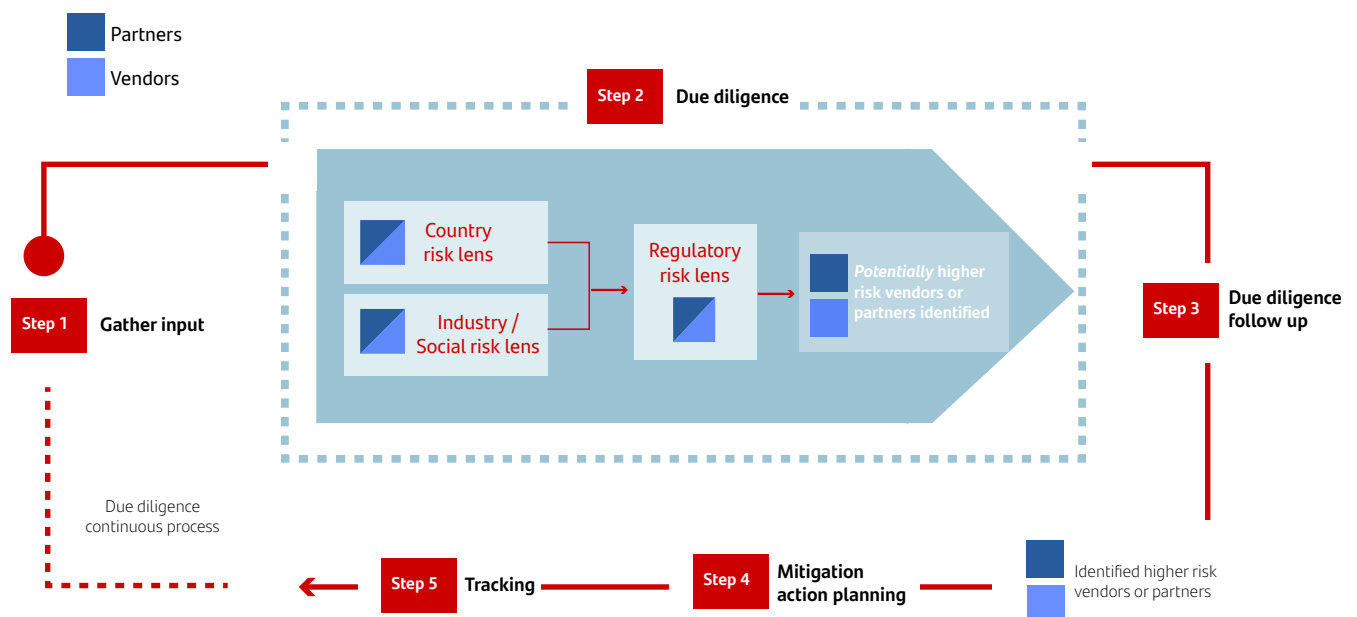 Partners
Vendors
Step 2
Due diligence
Country
risk lens
Industry /
Social risk lens
Regulatory
risk lens
Potentially higher
risk vendors or
partners identified
Step 1
Gather input
Step 3
Due diligence
follow up
Due diligence
continuous process
Step 5
Tracking
Step 4
Mitigation
action planning
Identified higher risk
vendors or partners